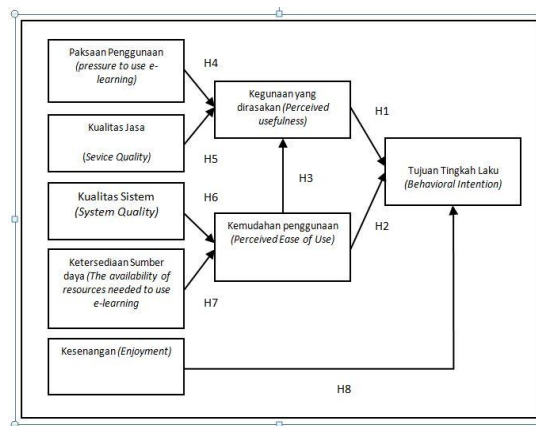 Paksaan Penggunaan
(pressure to use e-
learning)
H4
Kegunaan yang
dirasakan (Perceived
usefulness)
H1
Kualitas Jasa
(Sevice Quality)
H5
Tujuan Tingkah Laku
(Behavioral Intention)
H3
Kualitas Sistem
(System Quality)
H6
Kemudahan penggunaan
(Perceived Ease of Use)
H2
Ketersediaan Sumber
daya (The availability of
resources needed to use
e-learning
H7
Kesenangan (Enjoyment)
H8